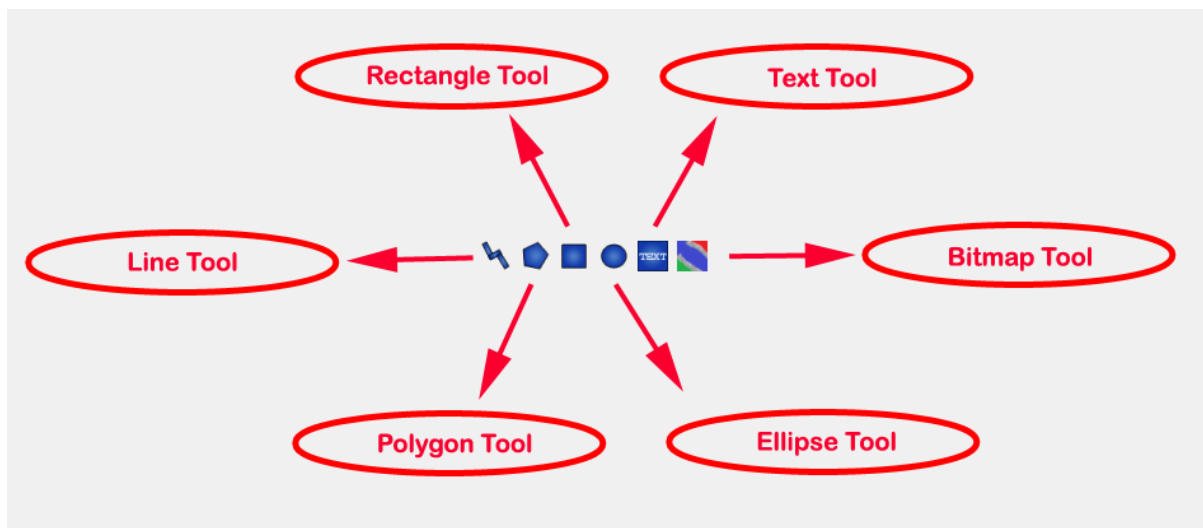 Rectangle Tool
Text Tool
Line Tool
TEXT
Bitmap Tool
Polygon Tool
Ellipse Tool